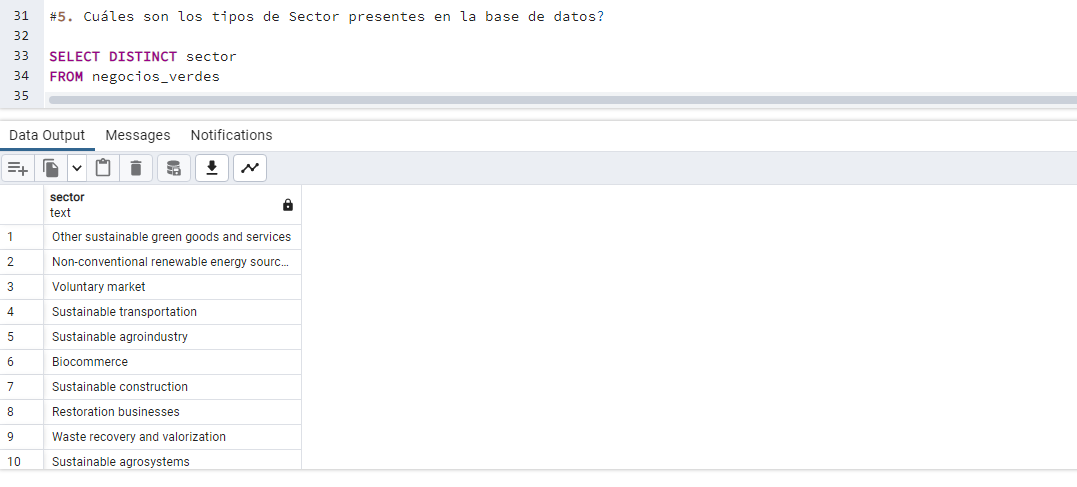 31 #5. Cuáles son los tipos de Sector presentes en la base de datos?
32
33 SELECT DISTINCT sector
34 FROM negocios_verdes
35
Data Output Messages Notifications
sector
text
1 Other sustainable green goods and services
2 Non-conventional renewable energy sourc...
3 Voluntary market
4 Sustainable transportation
5 Sustainable agroindustry
6 Biocommerce
7 Sustainable construction
8 Restoration businesses
9 Waste recovery and valorization
10 Sustainable agrosystems